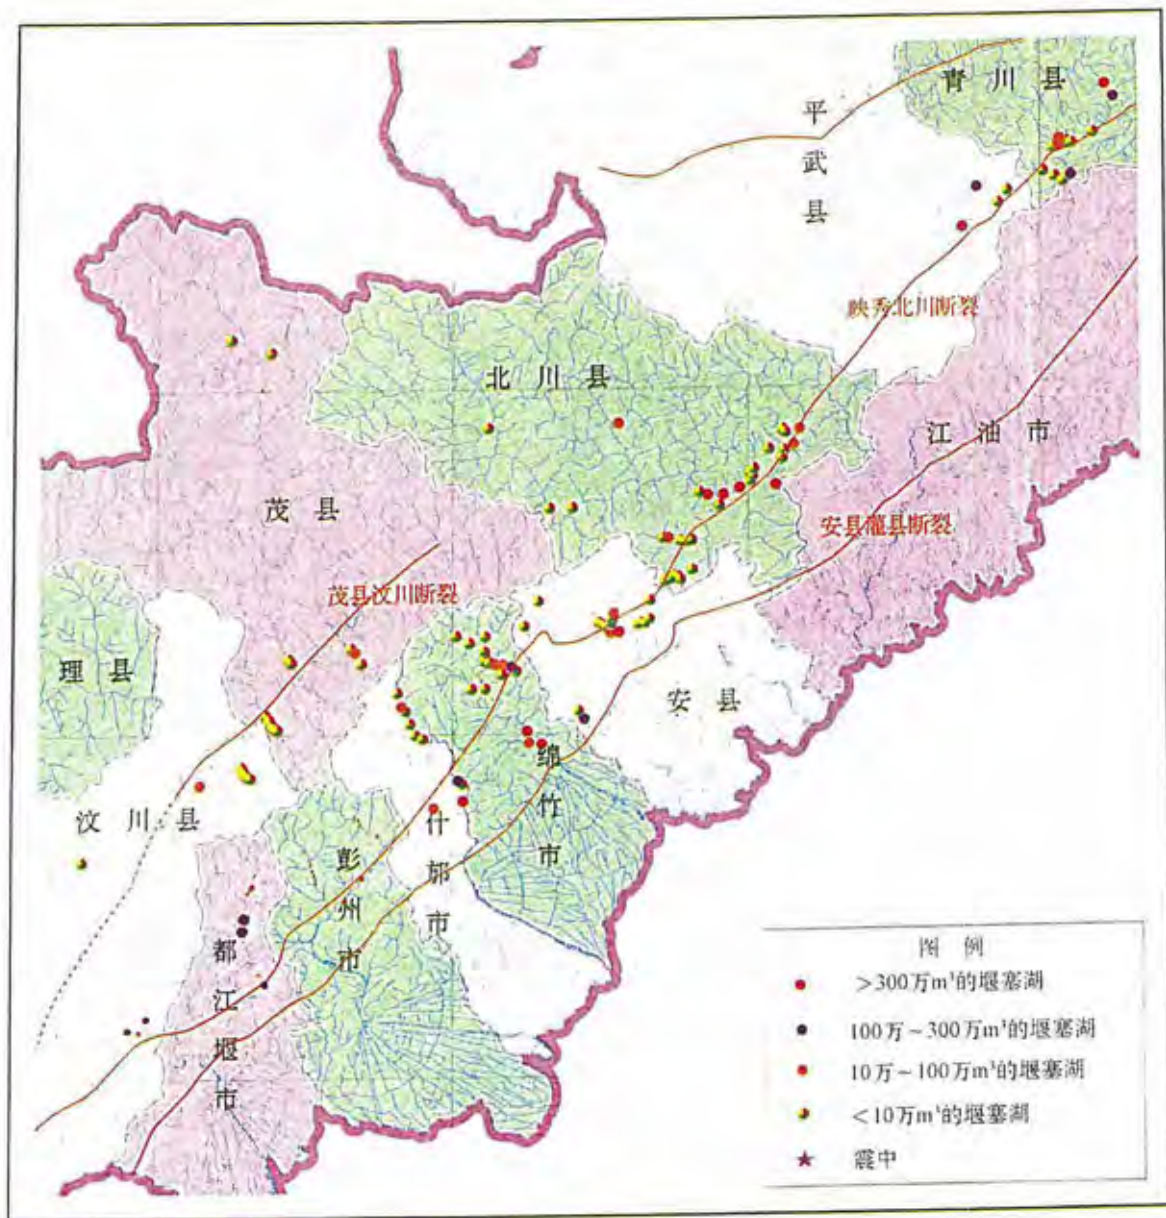 青川县
平武县
映秀北川断裂
北川县
江油市
茂县
安县灌县断裂
茂县汶川断裂
理县
安县
绵竹市
汶川县
什邡市
彭州市
都江堰市
图例
>300万m³的堰塞湖
100万~300万m³的堰塞湖
10万~100万m³的堰塞湖
<10万m³的堰塞湖
震中